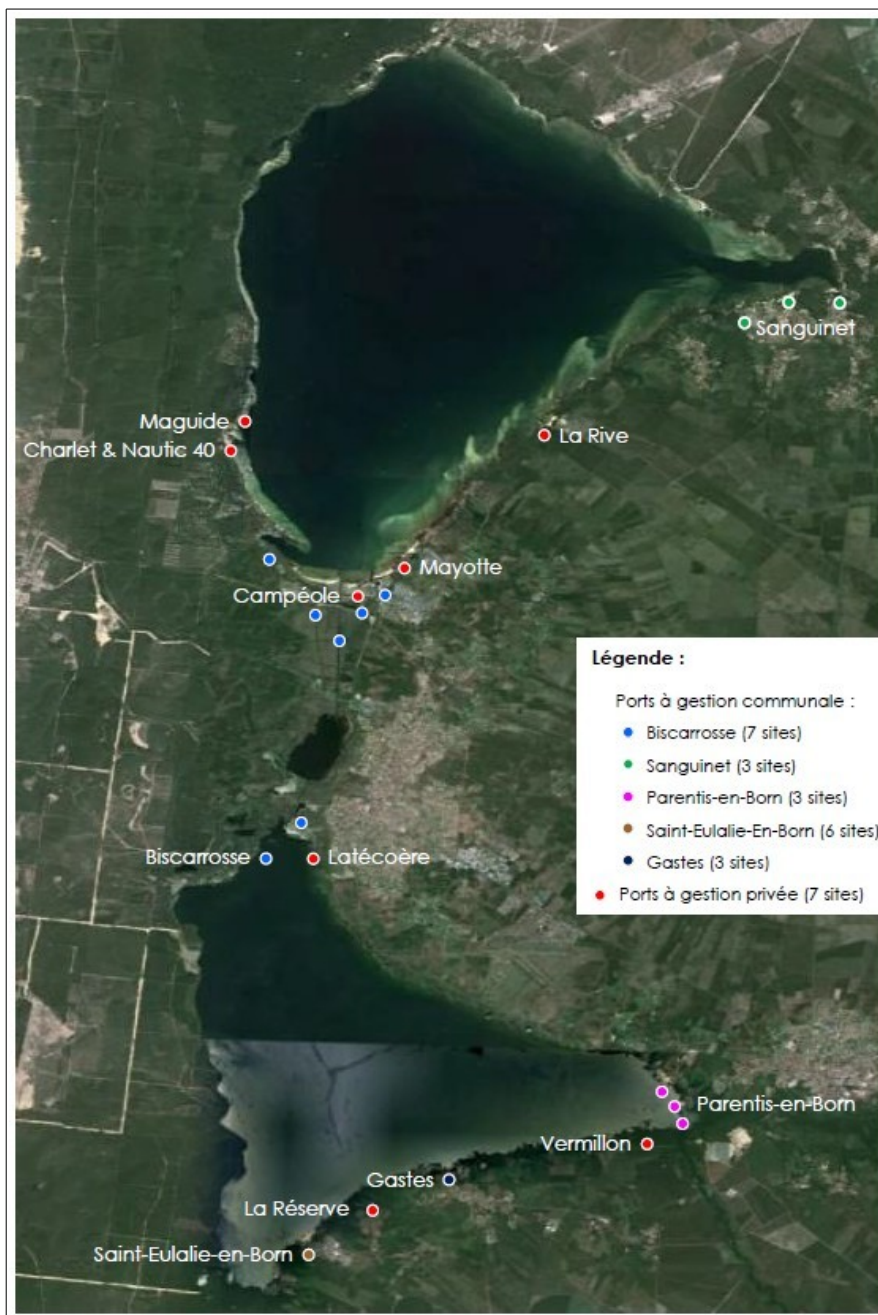 Sanguinet
Maguide
La Rive
Charlet & Nautic 40
Mayotte
Campéole
Légende :
Ports à gestion communale :
Biscarrosse (7 sites)
Sanguinet (3 sites)
Parentis-en-Born (3 sites)
Saint-Eulalie-En-Born (6 sites)
Gastes (3 sites)
Ports à gestion privée (7 sites)
Biscarrosse
Latécoère
Parentis-en-Born
Vermillon
Gastes
La Réserve
Saint-Eulalie-en-Born